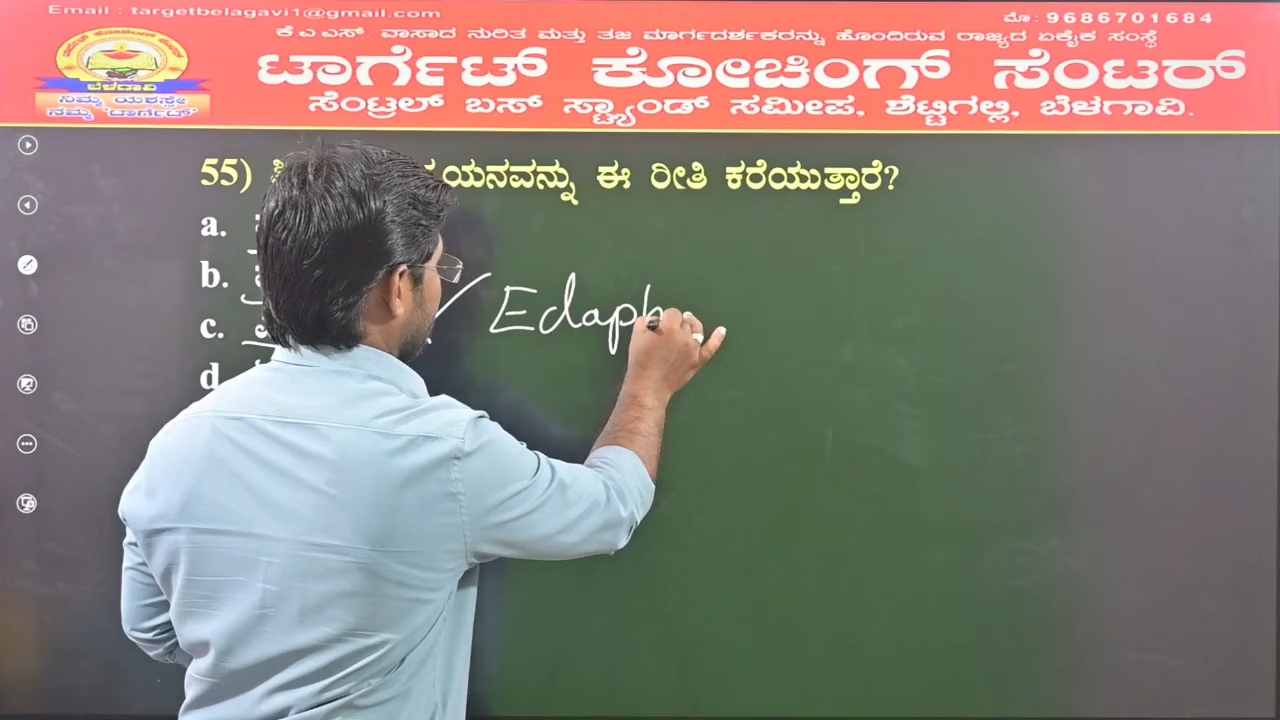 Email : targetbelagavi1@gmail.com
ಮೊ: 9686701684
ಕೆ.ಎ.ಎಸ್. ಪಾಸಾದ ನುರಿತ ಮತ್ತು ತಜ್ಞ ಮಾರ್ಗದರ್ಶಕರನ್ನು ಹೊಂದಿರುವ ರಾಜ್ಯದ ಏಕೈಕ ಸಂಸ್ಥೆ
ಟಾರ್ಗೆಟ್ ಕೋಚಿಂಗ್ ಸೆಂಟರ್
ಸೆಂಟ್ರಲ್ ಬಸ್ ಸ್ಟ್ಯಾಂಡ್ ಸಮೀಪ, ಶೆಟ್ಟಿಗಲ್ಲಿ, ಬೆಳಗಾವಿ.
ಬೆಳಗಾವಿ
ನಿಮ್ಮ ಯಶಸ್ಸೇ
ನಮ್ಮ ಟಾರ್ಗೆಟ್
55) ಈ ರೀತಿ ಕರೆಯುತ್ತಾರೆ?
a.
b.
c. Edaph
d